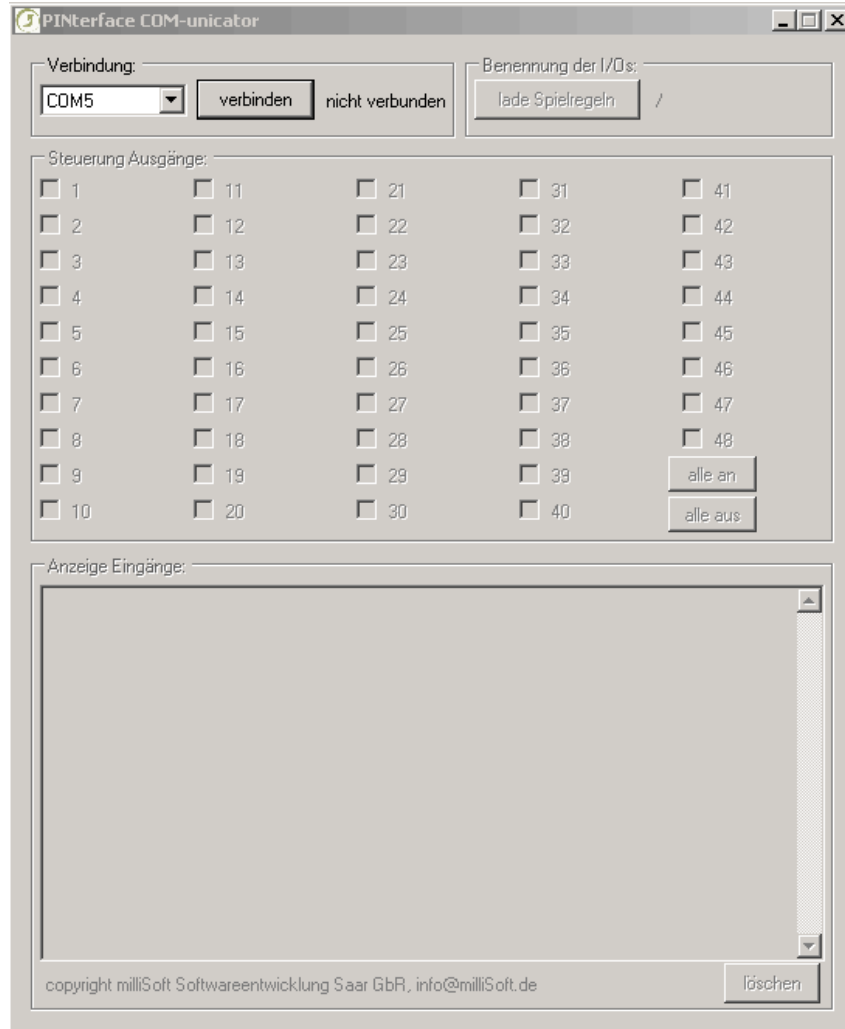 PINterface COM-unicator
Verbindung:
Benennung der I/Os:
COM5
verbinden
nicht verbunden
lade Spielregeln
/
Steuerung Ausgänge:
1 11 21 31 41
2 12 22 32 42
3 13 23 33 43
4 14 24 34 44
5 15 25 35 45
6 16 26 36 46
7 17 27 37 47
8 18 28 38 48
9 19 29 39 alle an
10 20 30 40 alle aus
Anzeige Eingänge:
copyright milliSoft Softwareentwicklung Saar GbR, info@milliSoft.de
löschen